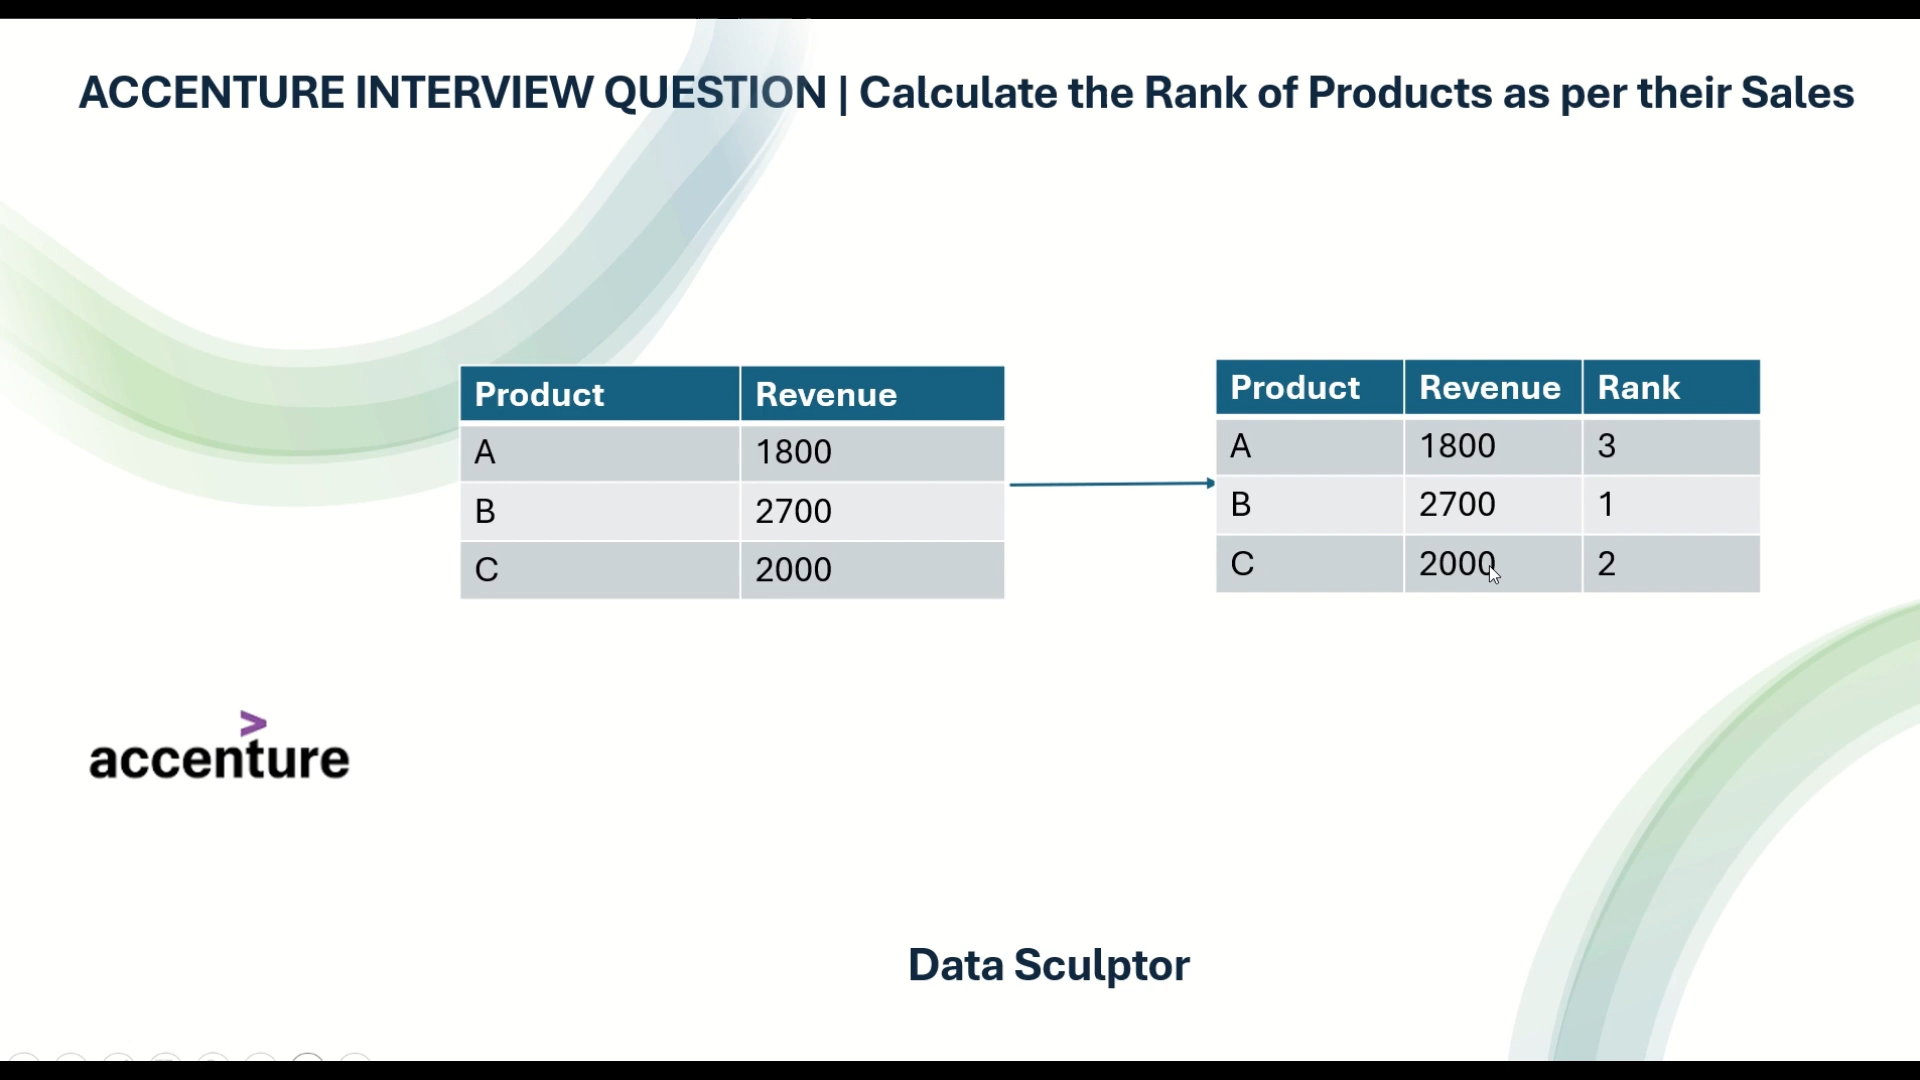 ACCENTURE INTERVIEW QUESTION | Calculate the Rank of Products as per their Sales
Product Revenue
A 1800
B 2700
C 2000
Product Revenue Rank
A 1800 3
B 2700 1
C 2000 2
>
accenture
Data Sculptor